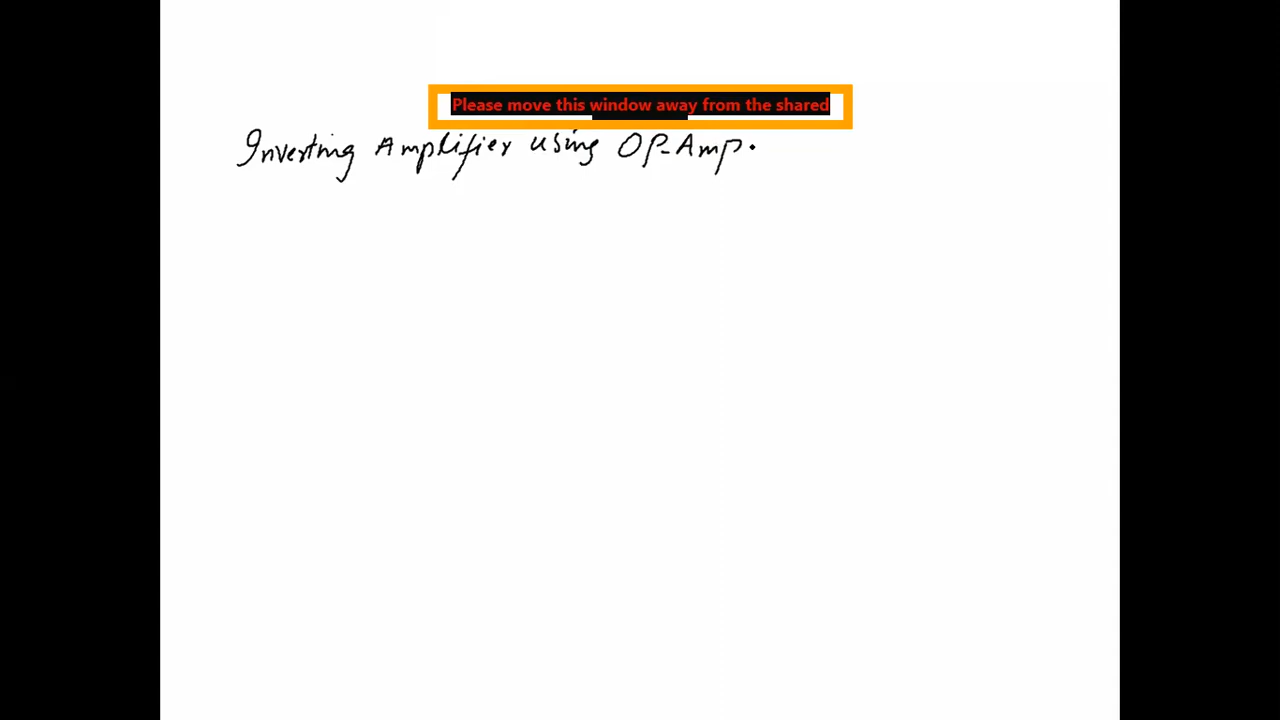 Please move this window away from the shared
Inverting Amplifier using OP-Amp.